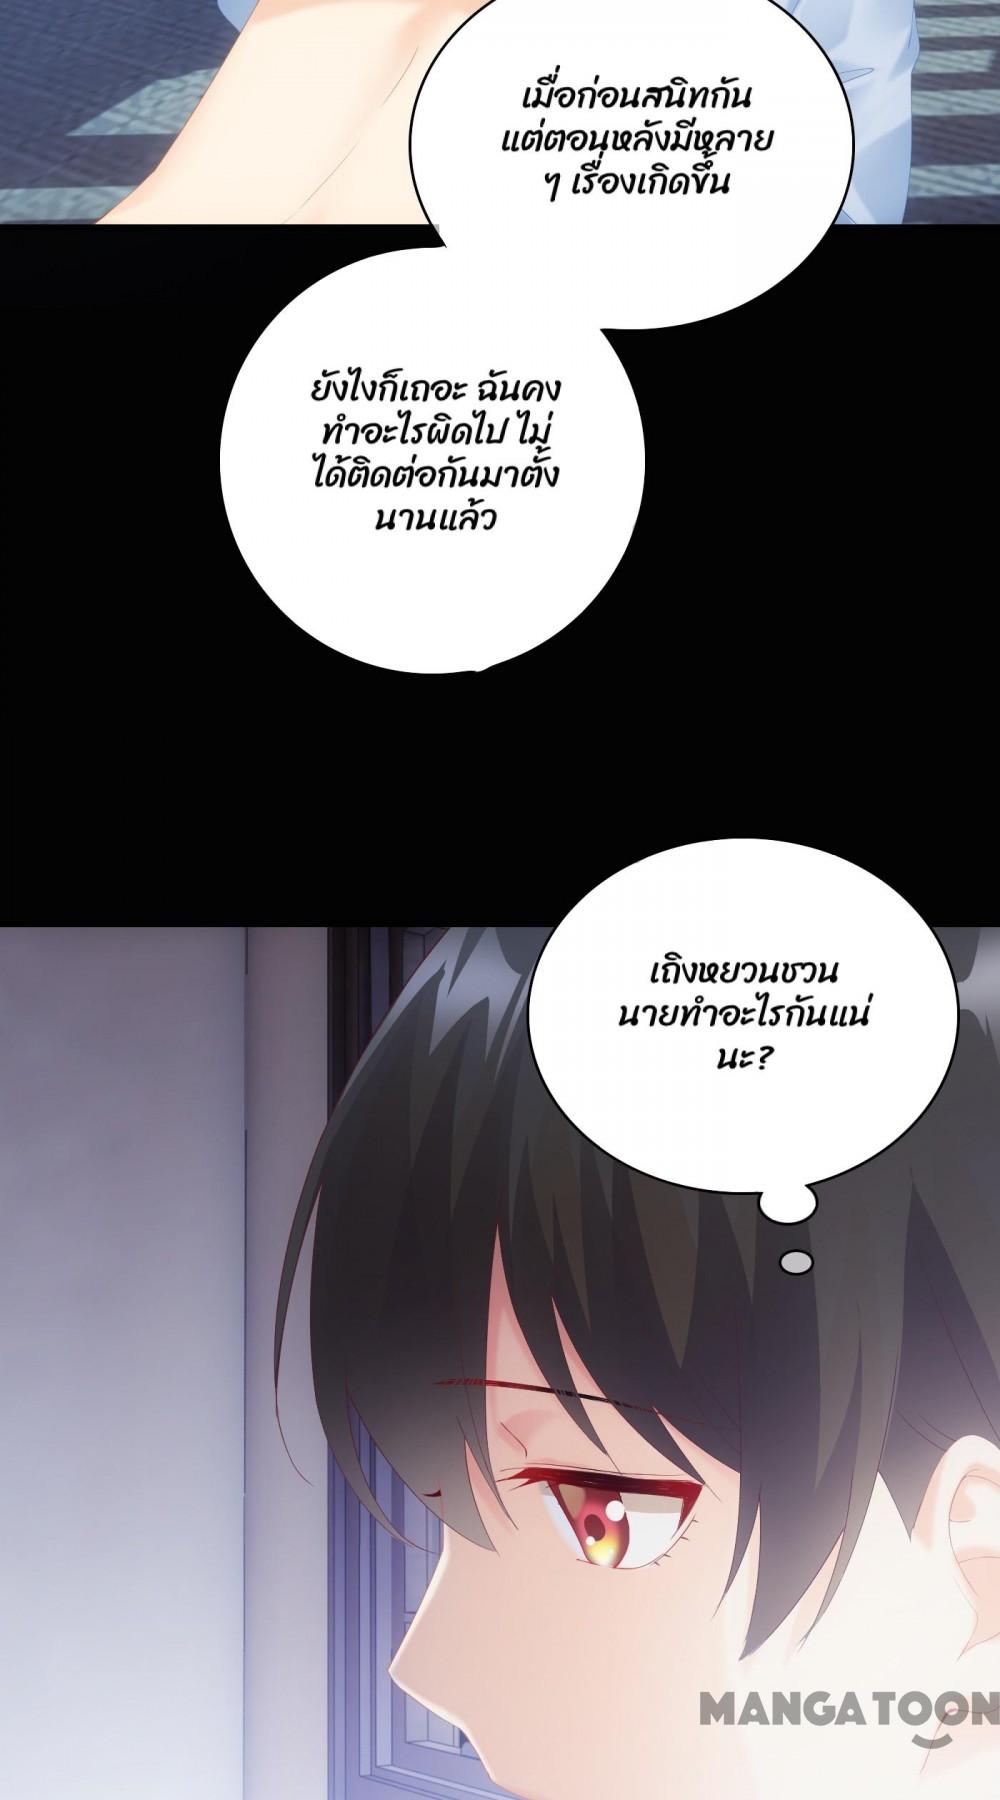 เมื่อก่อนสนิทกัน
แต่ตอนหลังมีหลาย
ๆ เรื่องเกิดขึ้น
ยังไงก็เถอะ ฉันคง
ทำอะไรผิดไป ไม่
ได้ติดต่อกันมาตั้ง
นานแล้ว
เถิงหยวนชวน
นายทำอะไรกันแน่
นะ?
MANGATOON